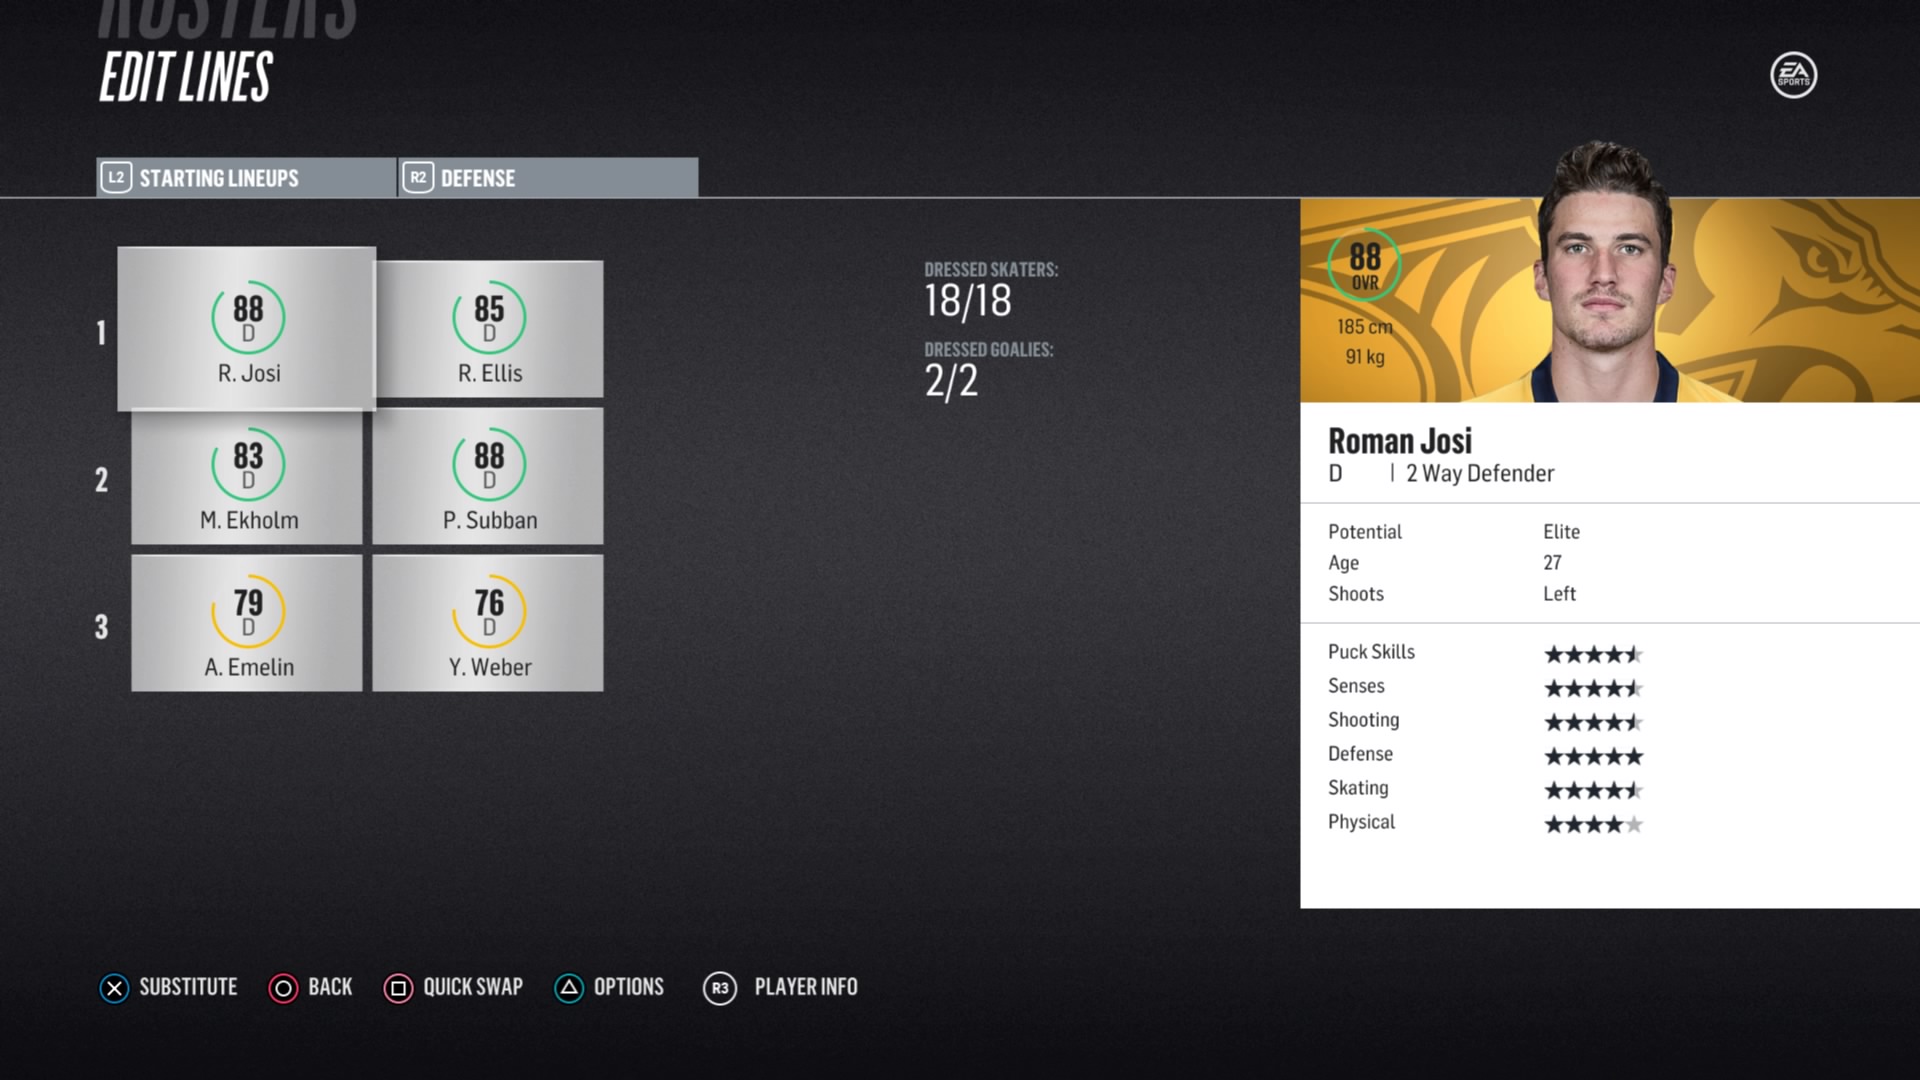 ROSTERS
EDIT LINES
EA
SPORTS
L2 STARTING LINEUPS
R2 DEFENSE
1
88
D
R. Josi
85
D
R. Ellis
2
83
D
M. Ekholm
88
D
P. Subban
3
79
D
A. Emelin
76
D
Y. Weber
DRESSED SKATERS:
18/18
DRESSED GOALIES:
2/2
88
OVR
185 cm
91 kg
Roman Josi
D | 2 Way Defender
Potential Elite
Age 27
Shoots Left
Puck Skills
Senses
Shooting
Defense
Skating
Physical
SUBSTITUTE BACK QUICK SWAP OPTIONS R3 PLAYER INFO